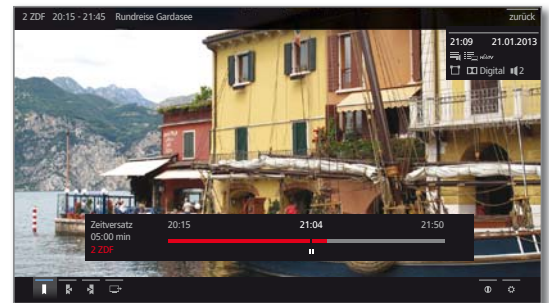 2 ZDF 20:15 - 21:45 Rundreise Gardasee
zurück
21:09 21.01.2013
Digital 2
Zeitversatz 20:15 21:04 21:50
05:00 min
2 ZDF